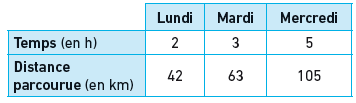 Lundi Mardi Mercredi
Temps (en h) 2 3 5
Distance
parcourue (en km) 42 63 105